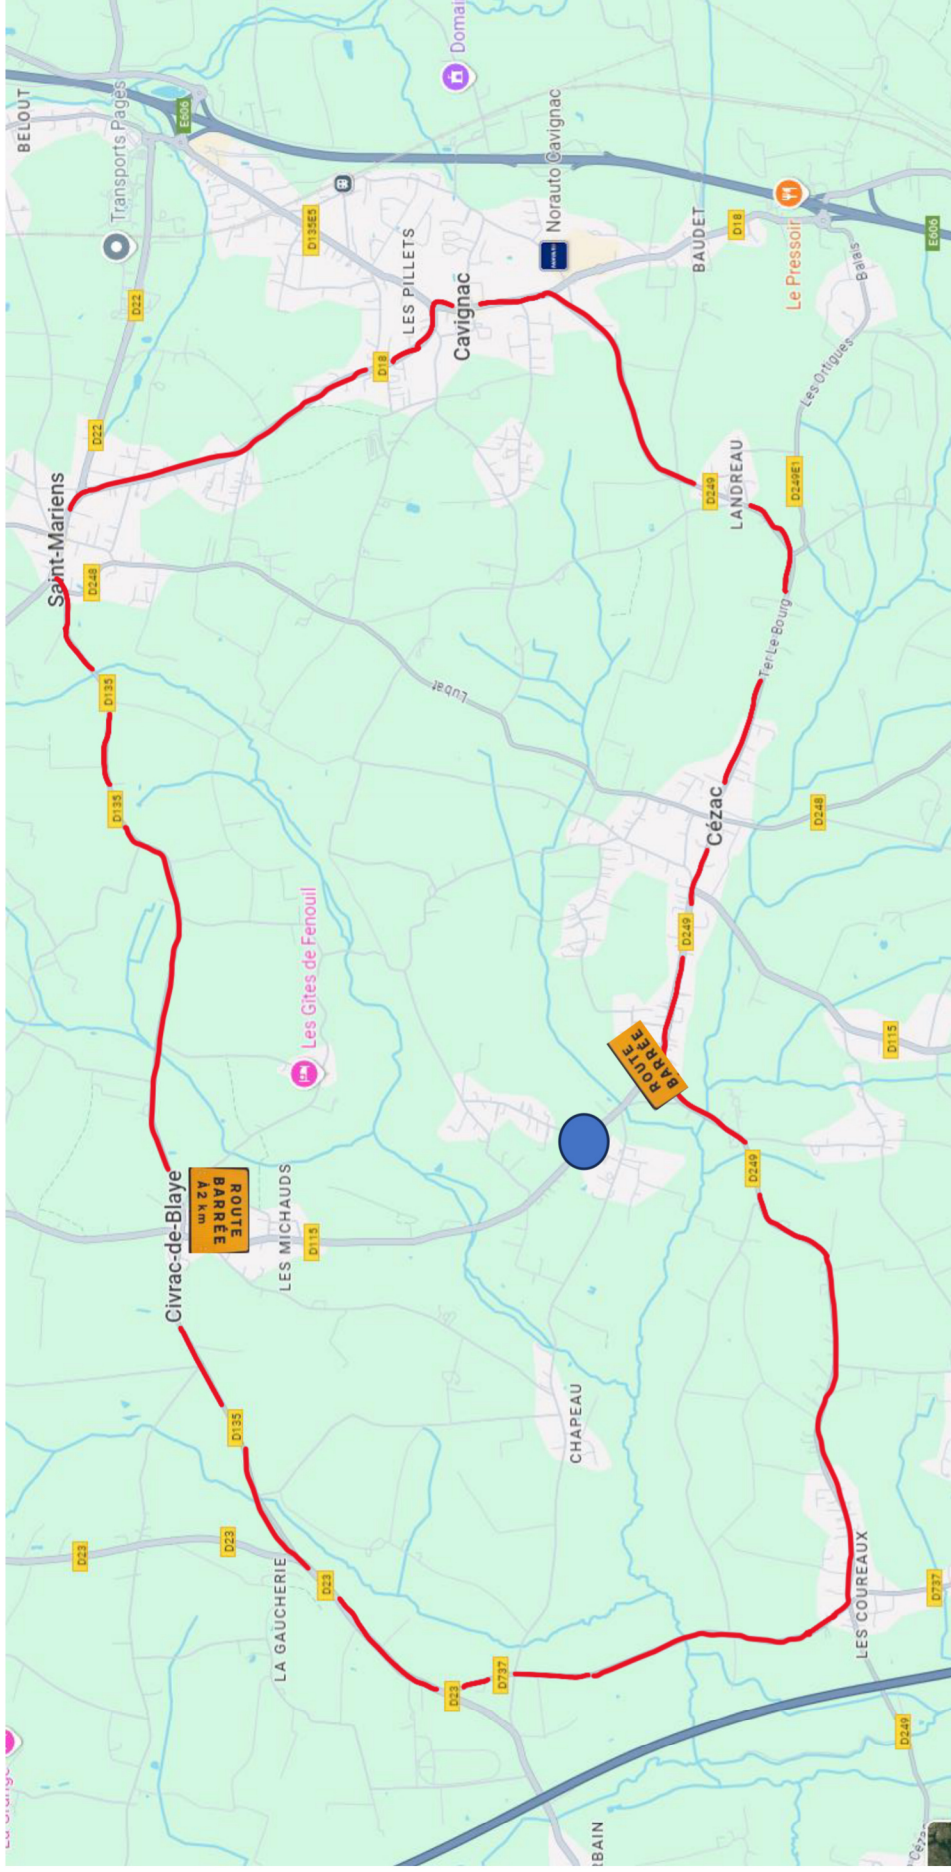 BELOUT
Transports Pagès
E606
Domai
D22
D135E5
LES PILLETS
Norauto Cavignac
BAUDET
D18
Le Pressoir
E606
Balais
Les Ortigues
Cavignac
D18
D22
Saint-Mariens
D248
D249
LANDREAU
D249E1
Ter Le Bourg
Lubat
D135
D135
Cézac
D248
D249
Les Gîtes de Fenouil
D115
ROUTE
BARRÉE
Civrac-de-Blaye
ROUTE
BARRÉE
À 2 km
LES MICHAUDS
D115
D249
CHAPEAU
D135
D23
D23
LA GAUCHERIE
D23
D23
D737
LES COUREAUX
D737
D249
RBAIN
Céza